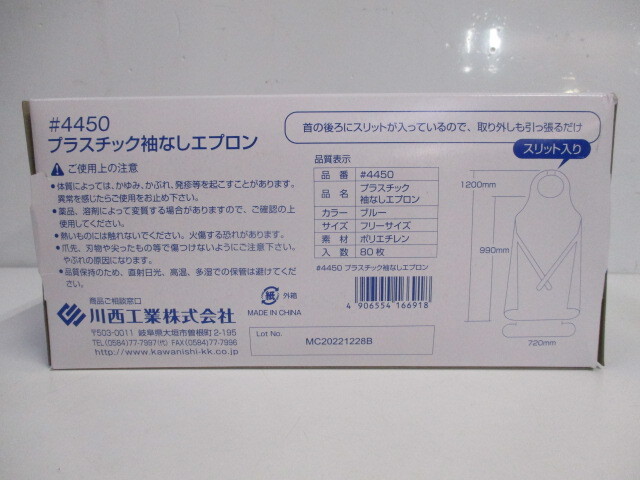 #4450
プラスチック袖なしエプロン
ご使用上の注意
•体質によっては、かゆみ、かぶれ、発疹等を起こすことがあります。
異常を感じたらご使用をお止め下さい。
•薬品、溶剤によって変質する場合がありますので、ご確認の上
使用してください。
•熱いものには触れないでください。火傷する恐れがあります。
•爪先、刃物や尖ったもの等で傷つけないようにご注意下さい。
やぶれの原因になります。
•品質保持のため、直射日光、高温、多湿での保管は避けてくだ
さい。
商品ご相談窓口
川西工業株式会社
〒503-0011 岐阜県大垣市曽根町2-195
TEL(0584)77-7997(代) FAX(0584)77-7996
https://www.kawanishi-kk.co.jp
紙 外箱
MADE IN CHINA
首の後ろにスリットが入っているので、取り外しも引っ張るだけ
スリット入り
品質表示
品 番 #4450
品 名 プラスチック
袖なしエプロン
カラー ブルー
サイズ フリーサイズ
素 材 ポリエチレン
入 数 80枚
#4450 プラスチック袖なしエプロン
4 906554 166918
Lot No. MC20221228B
1200mm
990mm
720mm